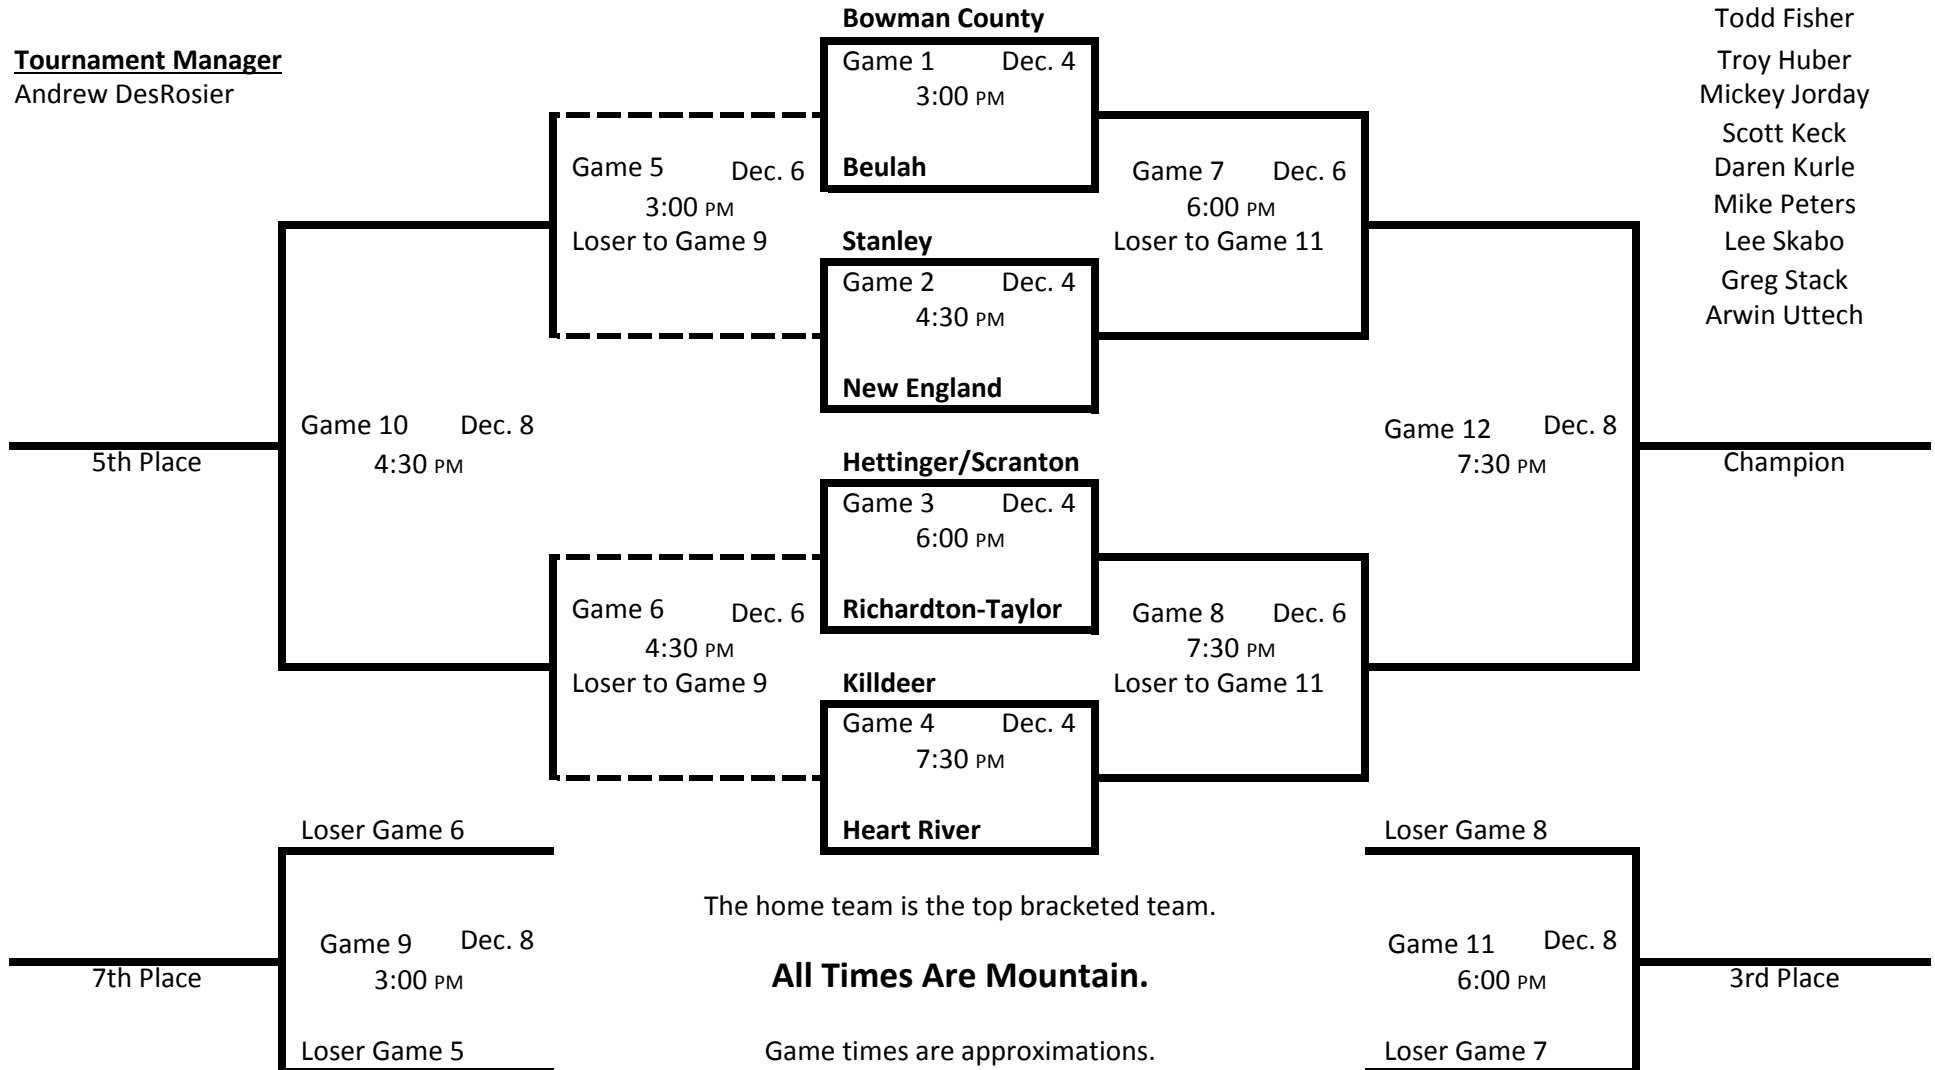 Bowman County
Todd Fisher
Tournament Manager
Game 1 Dec. 4
Troy Huber
Andrew DesRosier
3:00 PM
Mickey Jorday
Scott Keck
Game 5 Dec. 6
Beulah
Game 7 Dec. 6
Daren Kurle
3:00 PM
6:00 PM
Mike Peters
Loser to Game 9
Stanley
Loser to Game 11
Lee Skabo
Game 2 Dec. 4
Greg Stack
4:30 PM
Arwin Uttech
New England
Game 10 Dec. 8
Game 12 Dec. 8
5th Place
4:30 PM
Hettinger/Scranton
7:30 PM
Champion
Game 3 Dec. 4
6:00 PM
Game 6 Dec. 6
Richardton-Taylor
Game 8 Dec. 6
4:30 PM
7:30 PM
Loser to Game 9
Killdeer
Loser to Game 11
Game 4 Dec. 4
7:30 PM
Loser Game 6
Heart River
Loser Game 8
The home team is the top bracketed team.
Game 9 Dec. 8
Game 11 Dec. 8
7th Place
3:00 PM
All Times Are Mountain.
6:00 PM
3rd Place
Loser Game 5
Game times are approximations.
Loser Game 7